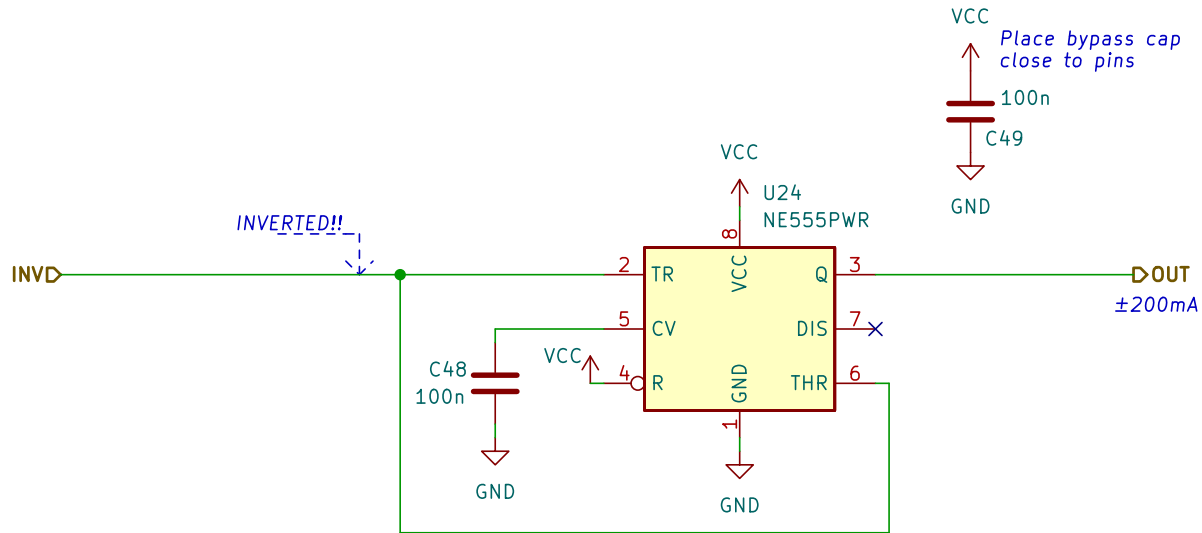 VCC
Place bypass cap
close to pins
100n
C49
GND
VCC
U24
NE555PWR
INVERTED!!
8
INV
2
TR
VCC
Q
3
OUT
±200mA
5
CV
DIS
7
VCC
C48
100n
4
R
GND
THR
6
1
GND
GND